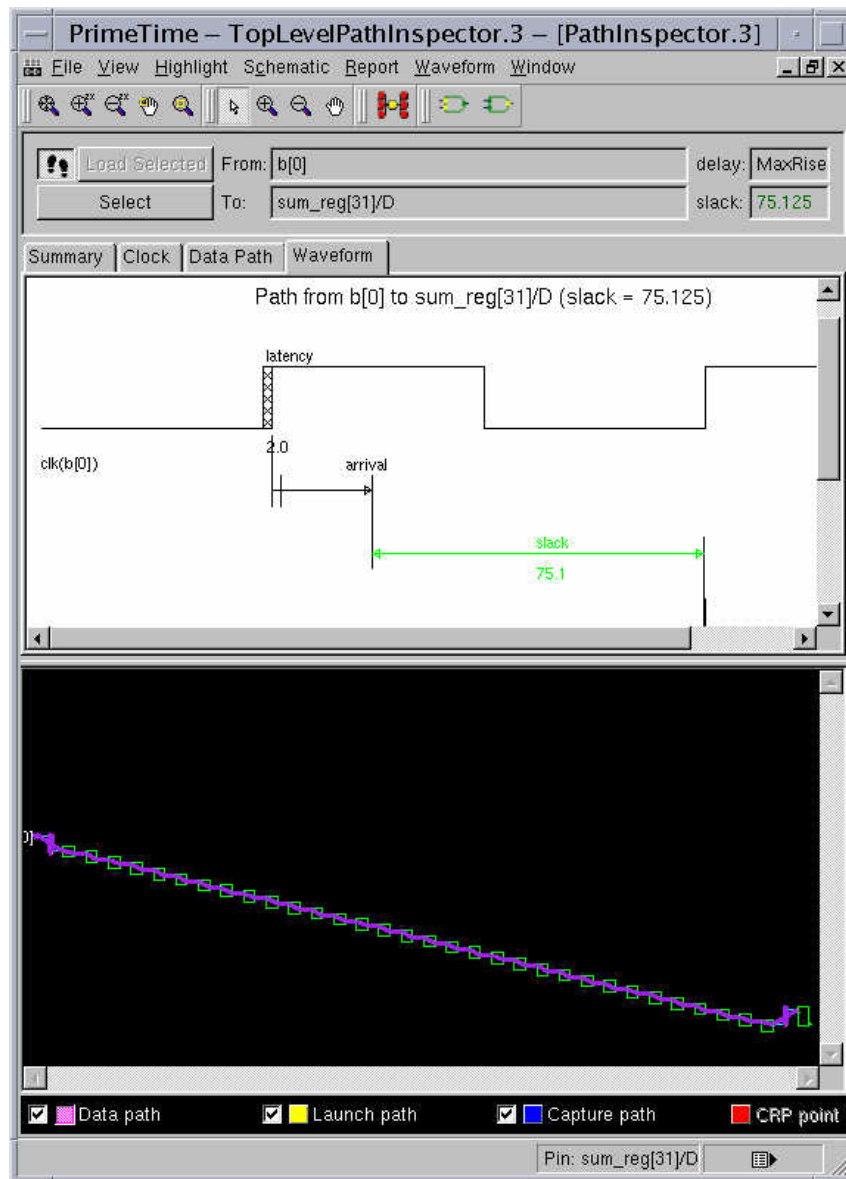 PrimeTime – TopLevelPathInspector.3 – [PathInspector.3]
File View Highlight Schematic Report Waveform Window
Load Selected From: b[0] delay: MaxRise
Select To: sum_reg[31]/D slack: 75.125
Summary Clock Data Path Waveform
Path from b[0] to sum_reg[31]/D (slack = 75.125)
latency
2.0
clk(b[0])
arrival
slack
75.1
0]
Data path Launch path Capture path CRP point
Pin: sum_reg[31]/D